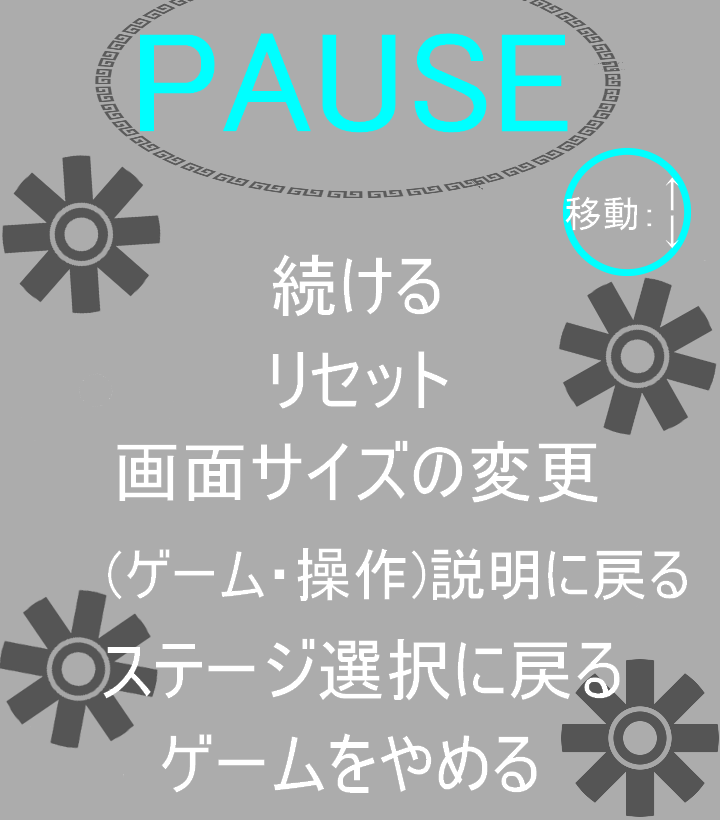 PAUSE
移動:↑↓
続ける
リセット
画面サイズの変更
(ゲーム・操作)説明に戻る
ステージ選択に戻る
ゲームをやめる